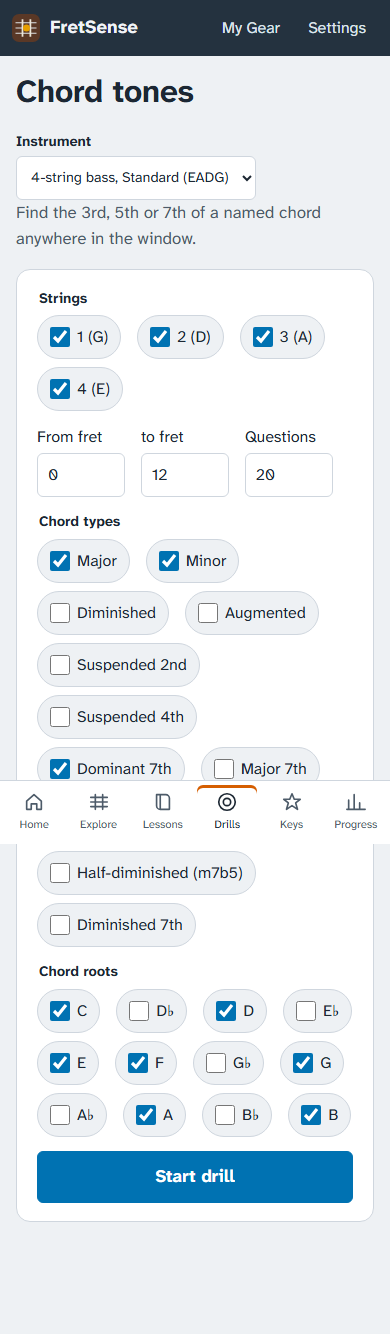 FretSense My Gear Settings
Chord tones
Instrument
4-string bass, Standard (EADG)
Find the 3rd, 5th or 7th of a named chord
anywhere in the window.
Strings
1 (G) 2 (D) 3 (A)
4 (E)
From fret to fret Questions
0 12 20
Chord types
Major Minor
Diminished Augmented
Suspended 2nd
Suspended 4th
Dominant 7th Major 7th
Home Explore Lessons Drills Keys Progress
Half-diminished (m7b5)
Diminished 7th
Chord roots
C D♭ D E♭
E F G♭ G
A♭ A B♭ B
Start drill